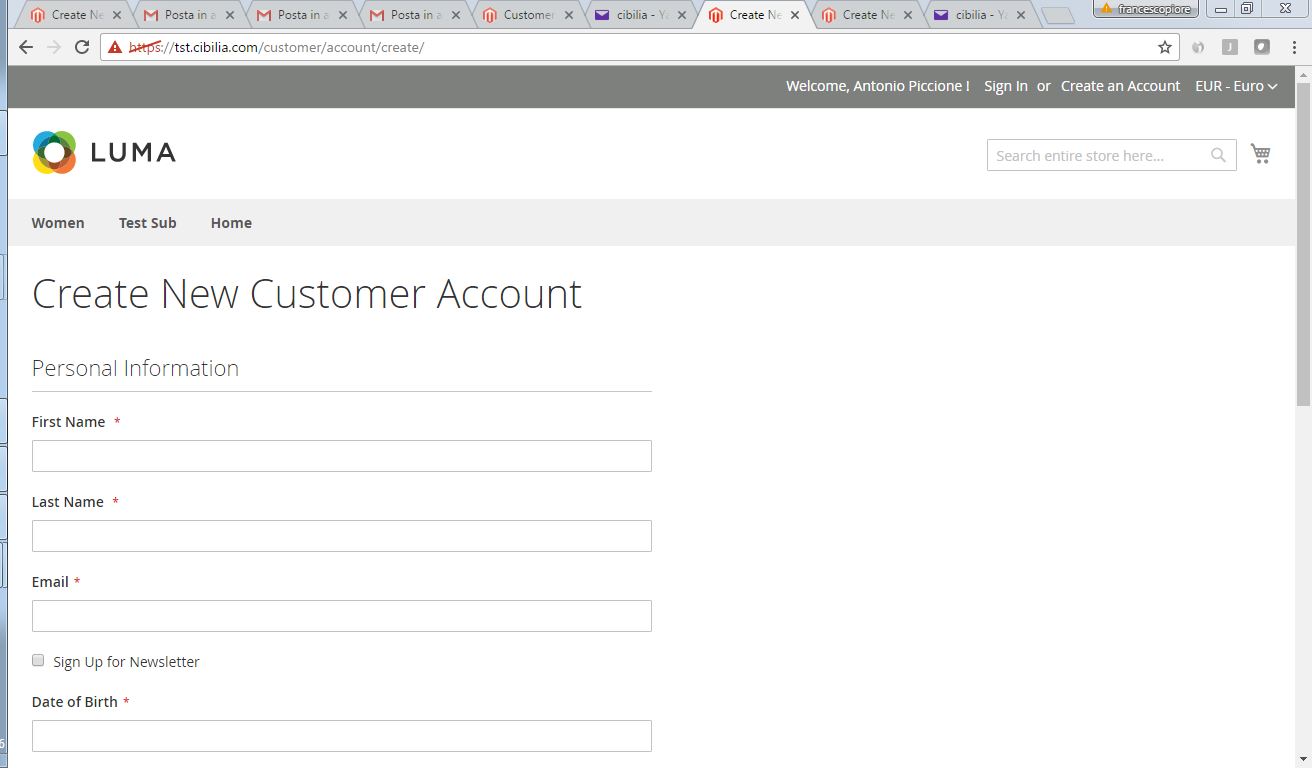 Create Ne
Posta in a
Posta in a
Posta in a
Customer
cibilia - Ya
Create Ne
Create Ne
cibilia - Ya
francescopiore
https://tst.cibilia.com/customer/account/create/
Welcome, Antonio Piccione ! Sign In or Create an Account EUR - Euro
LUMA
Search entire store here...
Women Test Sub Home
Create New Customer Account
Personal Information
First Name *
Last Name *
Email *
Sign Up for Newsletter
Date of Birth *